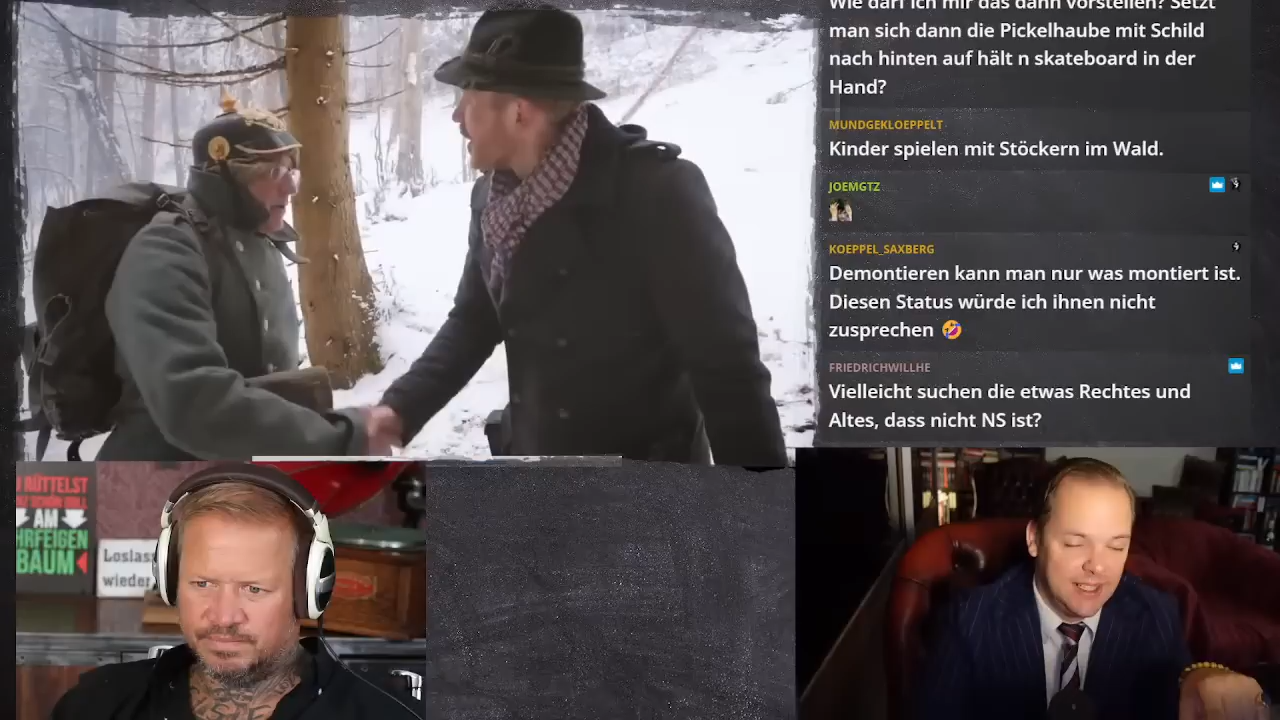 Wie darf ich mir das dann vorstellen? Setzt
man sich dann die Pickelhaube mit Schild
nach hinten auf hält n skateboard in der
Hand?
MUNDGEKLOEPPELT
Kinder spielen mit Stöckern im Wald.
JOEMGTZ
KOEPPEL_SAXBERG
Demontieren kann man nur was montiert ist.
Diesen Status würde ich ihnen nicht
zusprechen 🤣
FRIEDRICHWILLHE
Vielleicht suchen die etwas Rechtes und
Altes, dass nicht NS ist?
RÜTTELST
AM
BAUM
Loslass
wieder